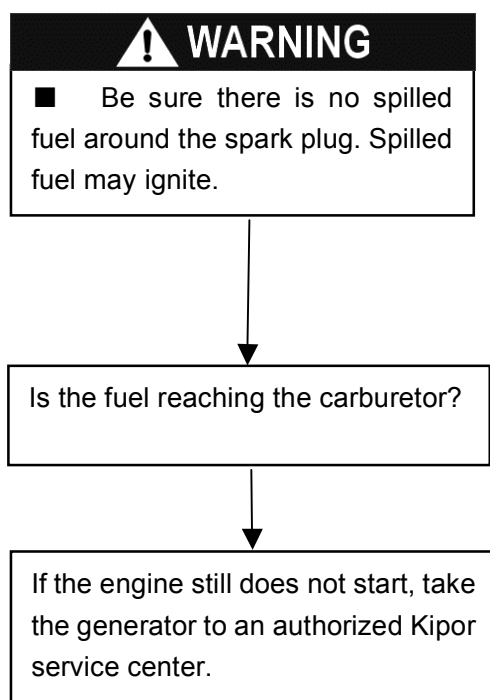 WARNING
■ Be sure there is no spilled
fuel around the spark plug. Spilled
fuel may ignite.
Is the fuel reaching the carburetor?
If the engine still does not start, take
the generator to an authorized Kipor
service center.